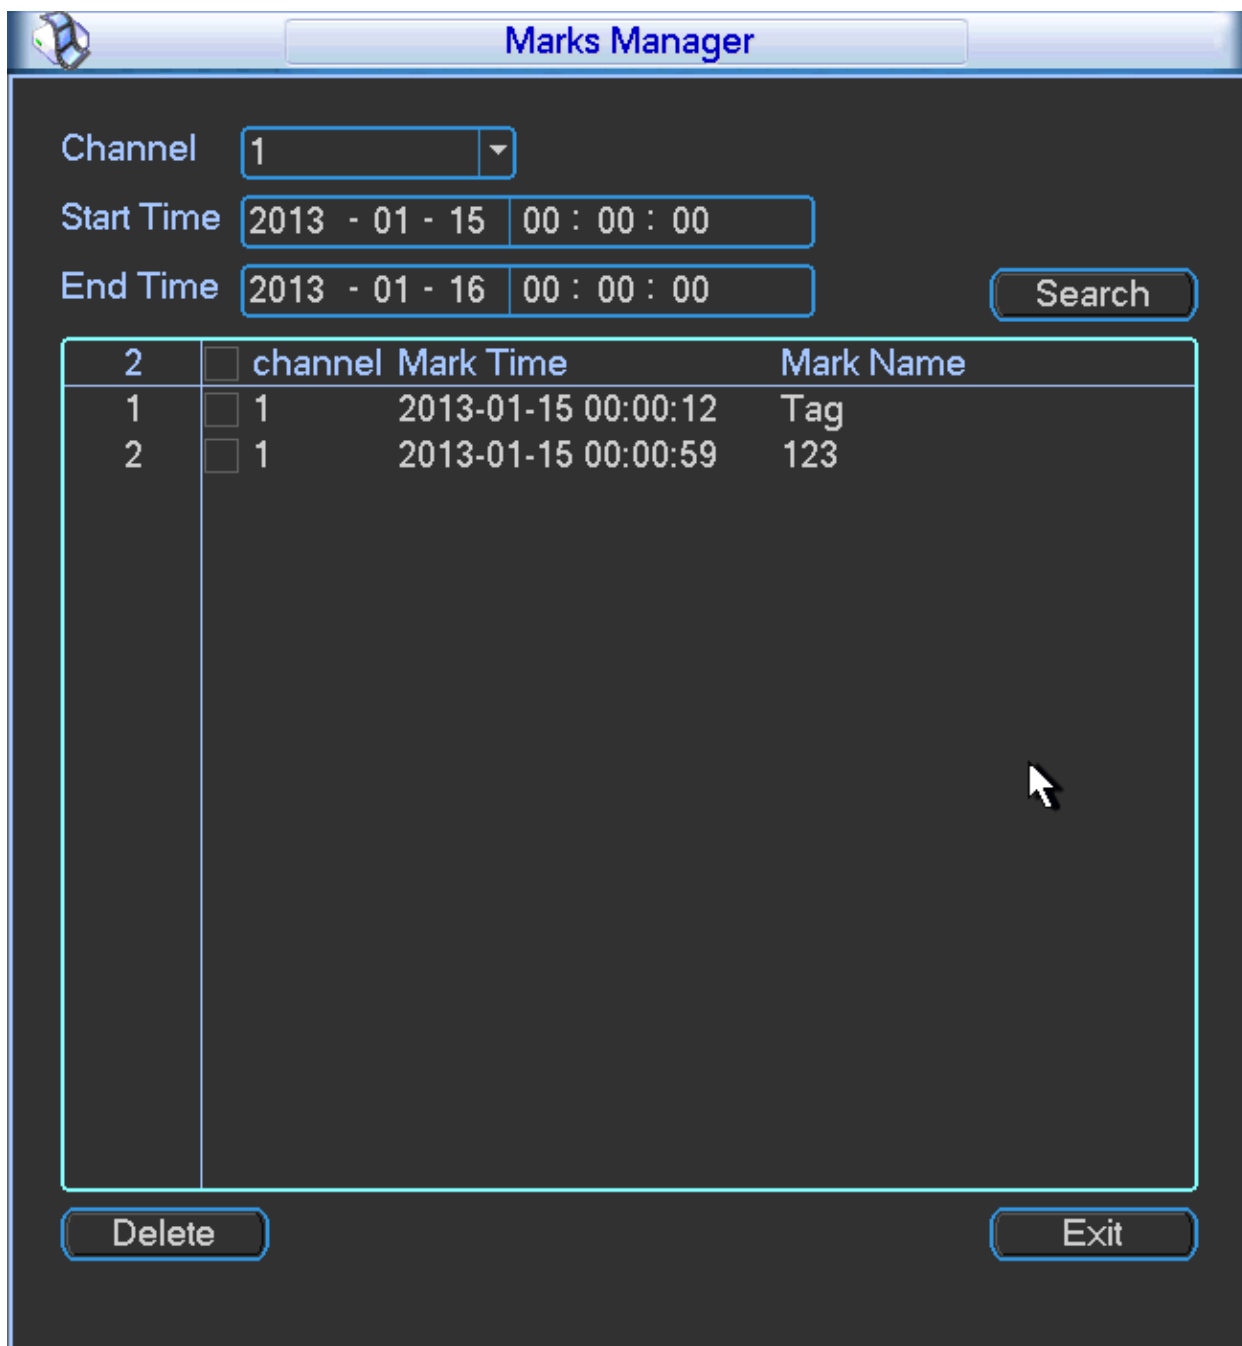 Marks Manager
Channel 1
Start Time 2013 - 01 - 15 00 : 00 : 00
End Time 2013 - 01 - 16 00 : 00 : 00
Search
2 channel Mark Time Mark Name
1 1 2013-01-15 00:00:12 Tag
2 1 2013-01-15 00:00:59 123
Delete Exit